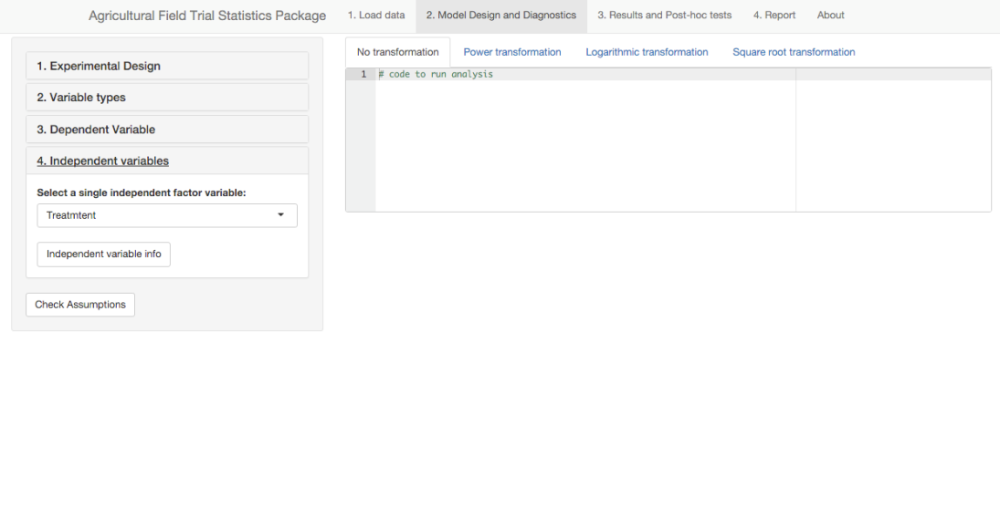 Agricultural Field Trial Statistics Package 1. Load data 2. Model Design and Diagnostics 3. Results and Post-hoc tests 4. Report About
1. Experimental Design
2. Variable types
3. Dependent Variable
4. Independent variables
Select a single independent factor variable:
Treatmtent
Independent variable info
Check Assumptions
No transformation Power transformation Logarithmic transformation Square root transformation
1 # code to run analysis